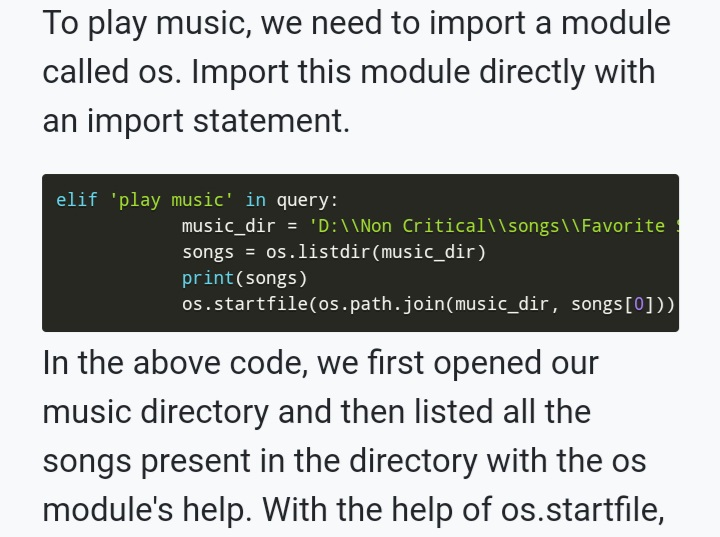 To play music, we need to import a module
called os. Import this module directly with
an import statement.
elif 'play music' in query:
music_dir = 'D:\\Non Critical\\songs\\Favorite
songs = os.listdir(music_dir)
print(songs)
os.startfile(os.path.join(music_dir, songs[0]))
In the above code, we first opened our
music directory and then listed all the
songs present in the directory with the os
module's help. With the help of os.startfile,